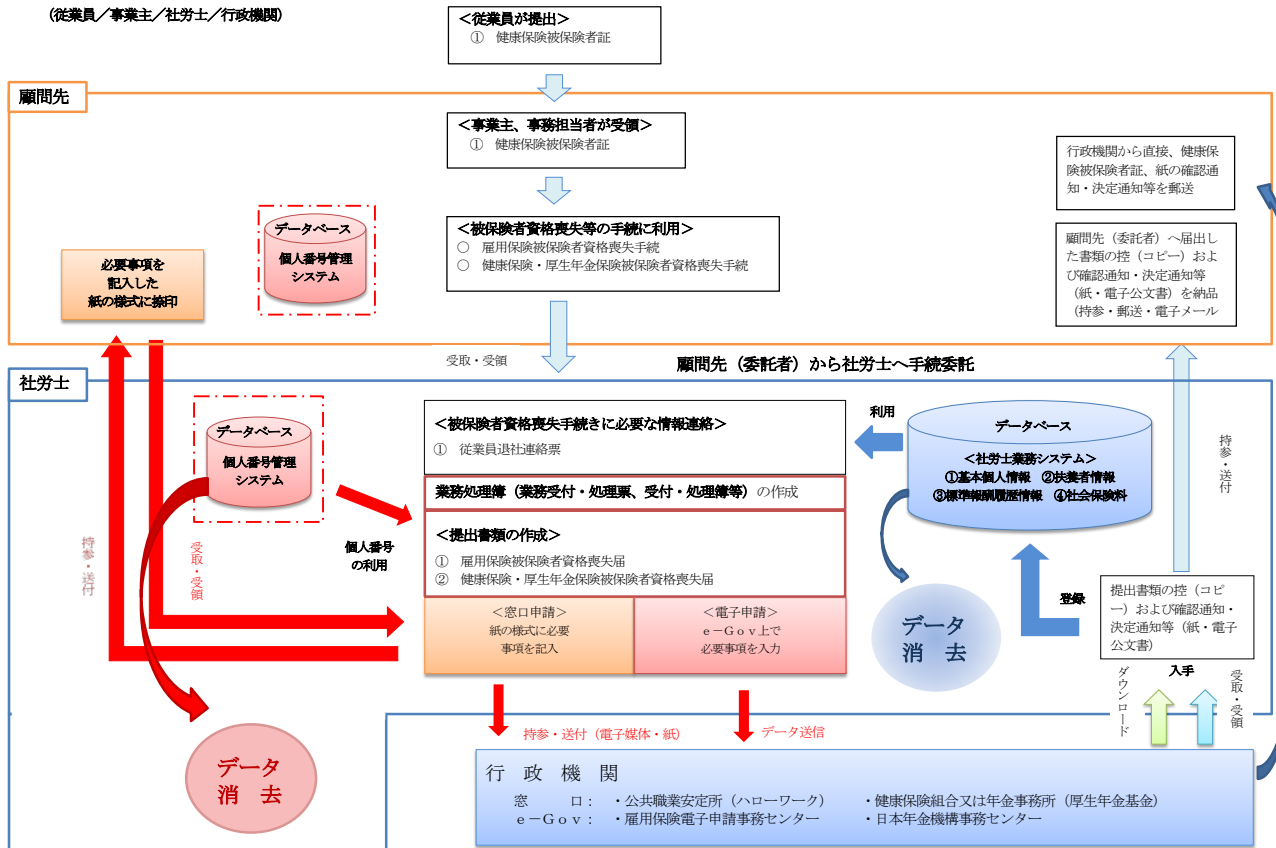 (従業員／事業主／社労士／行政機関)
＜従業員が提出＞
①　健康保険被保険者証
顧問先
＜事業主、事務担当者が受領＞
①　健康保険被保険者証
行政機関から直接、健康保
険被保険者証、紙の確認通
知・決定通知等を郵送
データベース
個人番号管理
システム
＜被保険者資格喪失等の手続に利用＞
○　雇用保険被保険者資格喪失手続
○　健康保険・厚生年金保険被保険者資格喪失手続
顧問先（委託者）へ届出し
た書類の控（コピー）およ
び確認通知・決定通知等
（紙・電子公文書）を納品
（持参・郵送・電子メール
必要事項を
記入した
紙の様式に捺印
受取・受領
顧問先（委託者）から社労士へ手続委託
社労士
データベース
個人番号管理
システム
＜被保険者資格喪失手続きに必要な情報連絡＞
①　従業員退社連絡票
利用
データベース
＜社労士業務システム＞
①基本個人情報　②扶養者情報
③標準報酬履歴情報　④社会保険料
持参・送付
業務処理簿（業務受付・処理票、受付・処理簿等）の作成
＜提出書類の作成＞
①　雇用保険被保険者資格喪失届
②　健康保険・厚生年金保険被保険者資格喪失届
持参・送付
受取・受領
個人番号
の利用
＜窓口申請＞
紙の様式に必要
事項を記入
＜電子申請＞
ｅ－Ｇｏｖ上で
必要事項を入力
データ
消　去
登録
提出書類の控（コピ
ー）および確認通知・
決定通知等（紙・電子
公文書）
入手
ダウンロード
受取・受領
持参・送付（電子媒体・紙）
データ送信
データ
消　去
行　政　機　関
窓　　　口：　・公共職業安定所（ハローワーク）　　・健康保険組合又は年金事務所（厚生年金基金）
ｅ－Ｇｏｖ：　・雇用保険電子申請事務センター　　・日本年金機構事務センター